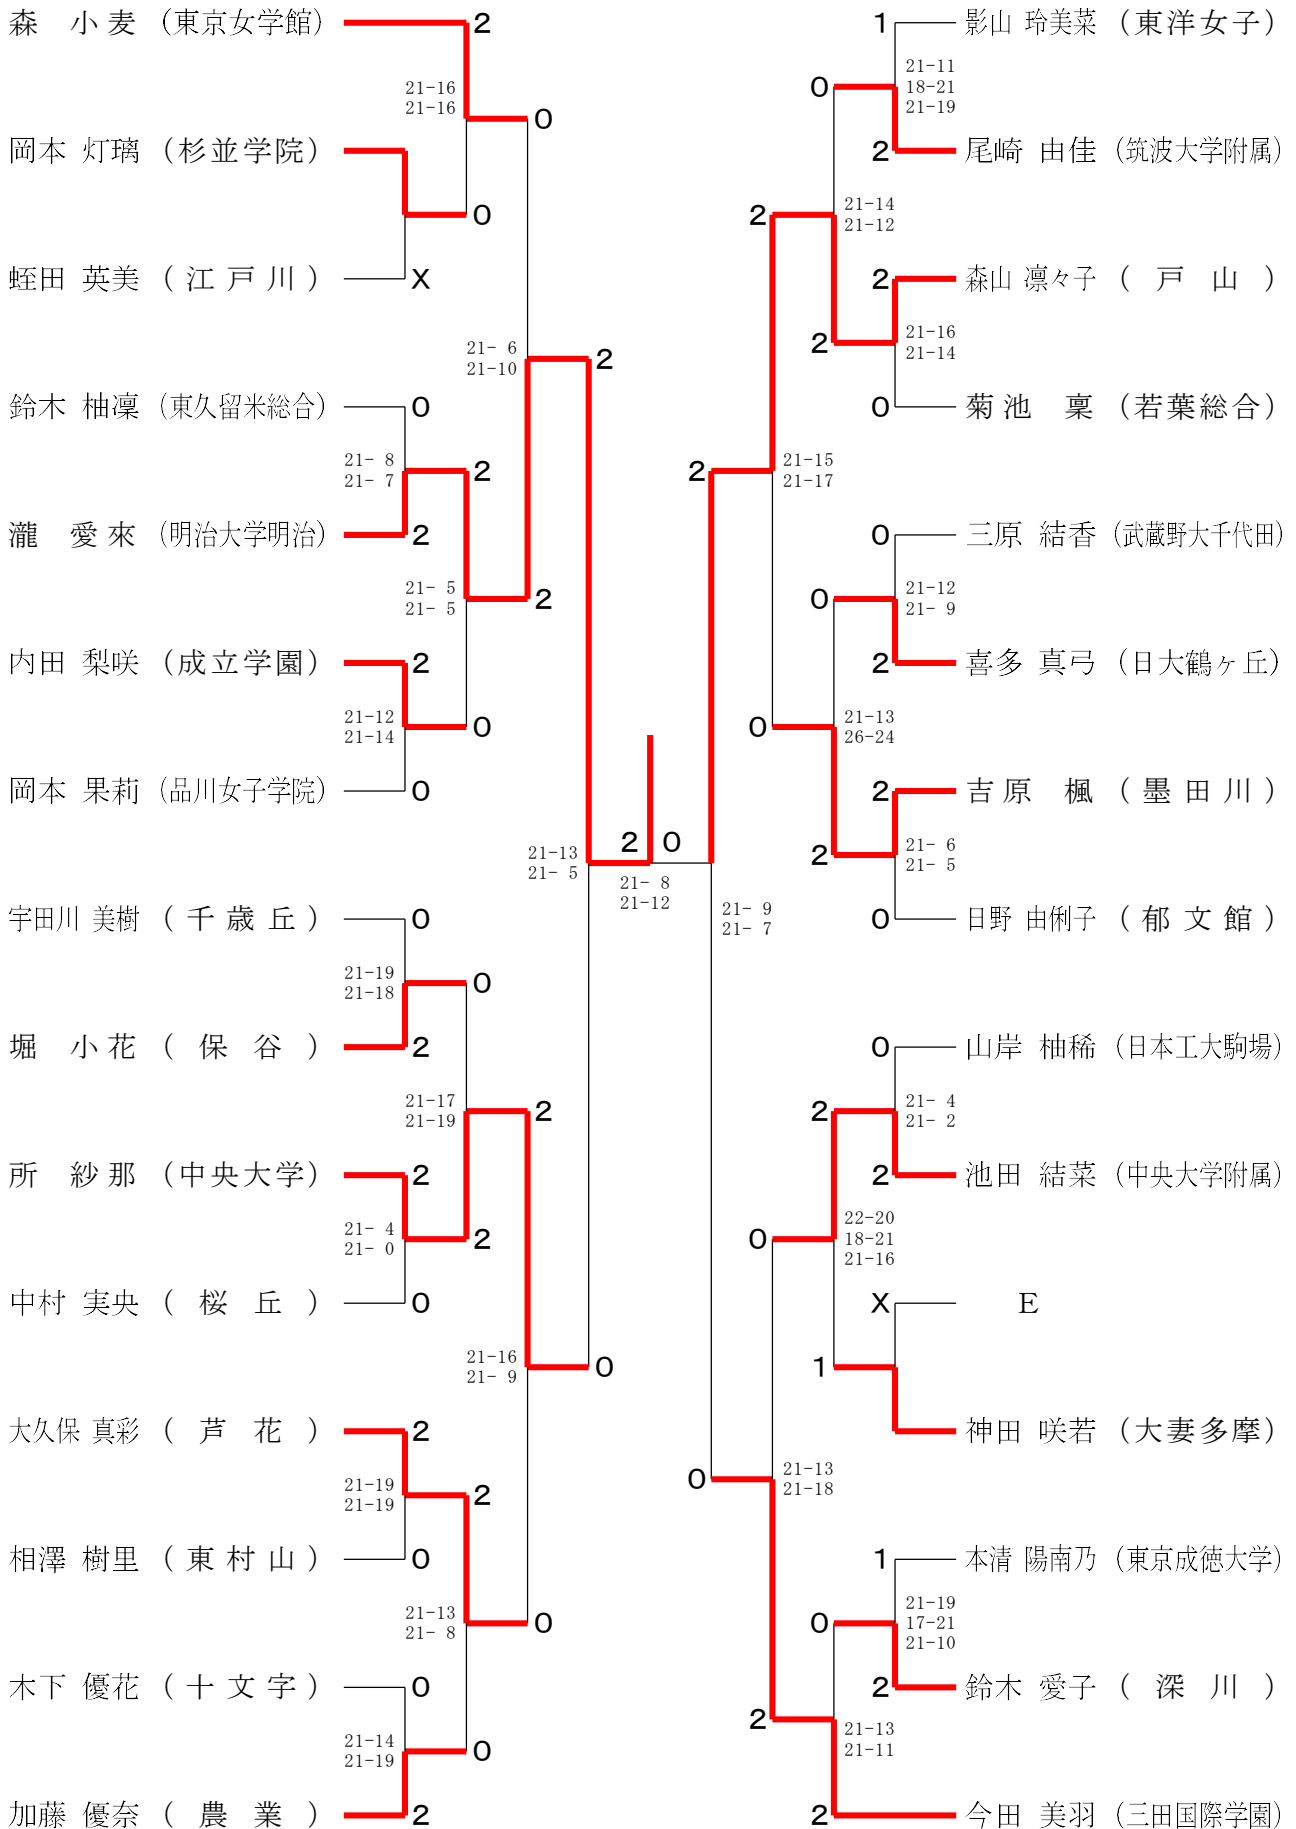 森 小麦 (東京女学館) 2
21-16
21-16
0
岡本 灯璃 (杉並学院)
0
蛭田 英美 (江戸川) X
21- 6
21-10
2
鈴木 柚凜 (東久留米総合) 0
21- 8
21- 7
2
瀧 愛來 (明治大学明治) 2
21- 5
21- 5
2
内田 梨咲 (成立学園) 2
21-12
21-14
0
岡本 果莉 (品川女子学院) 0
21-13
21- 5
宇田川 美樹 (千歳丘) 0
21-19
21-18
0
堀 小花 (保谷) 2
21-17
21-19
2
所 紗那 (中央大学) 2
21- 4
21- 0
2
中村 実央 (桜丘) 0
21-16
21- 9
0
大久保 真彩 (芦花) 2
21-19
21-19
2
相澤 樹里 (東村山) 0
21-13
21- 8
0
木下 優花 (十文字) 0
21-14
21-19
0
加藤 優奈 (農業) 2
2 0
21- 8
21-12
1 影山 玲美菜 (東洋女子)
0
21-11
18-21
21-19
2 尾崎 由佳 (筑波大学附属)
2
21-14
21-12
2 森山 凛々子 (戸山)
2
21-16
21-14
0 菊池 稟 (若葉総合)
2
21-15
21-17
0 三原 結香 (武蔵野大千代田)
0
21-12
21- 9
2 喜多 真弓 (日大鶴ヶ丘)
0
21-13
26-24
2 吉原 楓 (墨田川)
2
21- 6
21- 5
0 日野 由俐子 (郁文館)
21- 9
21- 7
0 山岸 柚稀 (日本工大駒場)
2
21- 4
21- 2
2 池田 結菜 (中央大学附属)
0
22-20
18-21
21-16
X E
1
神田 咲若 (大妻多摩)
0
21-13
21-18
1 本清 陽南乃 (東京成徳大学)
0
21-19
17-21
21-10
2 鈴木 愛子 (深川)
2
21-13
21-11
2 今田 美羽 (三田国際学園)